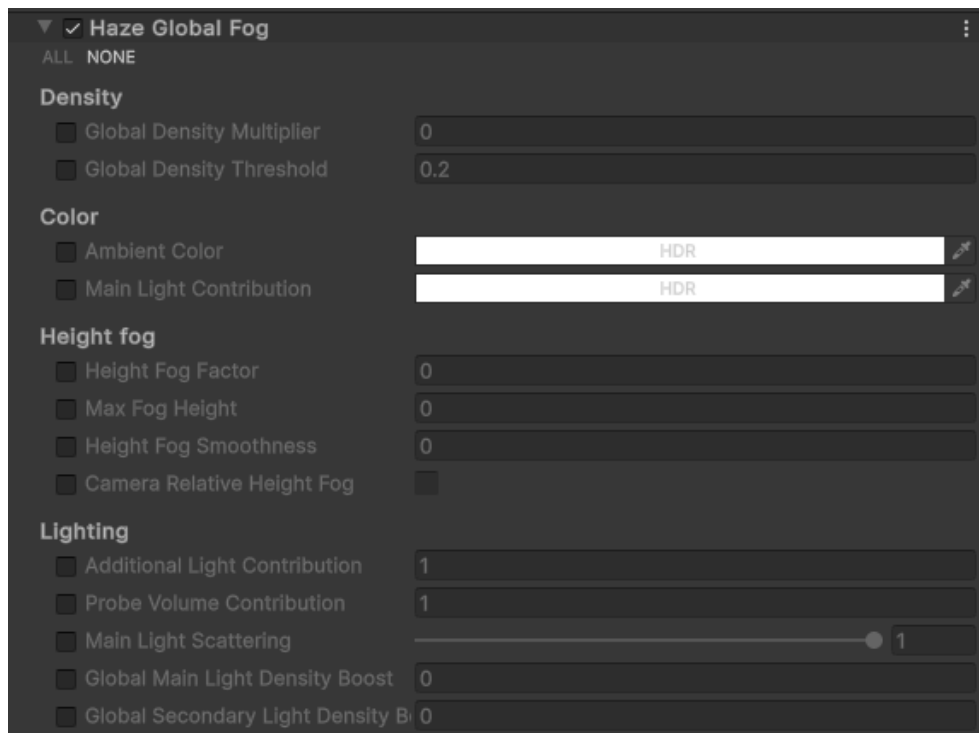 Haze Global Fog
ALL NONE
Density
Global Density Multiplier 0
Global Density Threshold 0.2
Color
Ambient Color HDR
Main Light Contribution HDR
Height fog
Height Fog Factor 0
Max Fog Height 0
Height Fog Smoothness 0
Camera Relative Height Fog
Lighting
Additional Light Contribution 1
Probe Volume Contribution 1
Main Light Scattering 1
Global Main Light Density Boost 0
Global Secondary Light Density 0